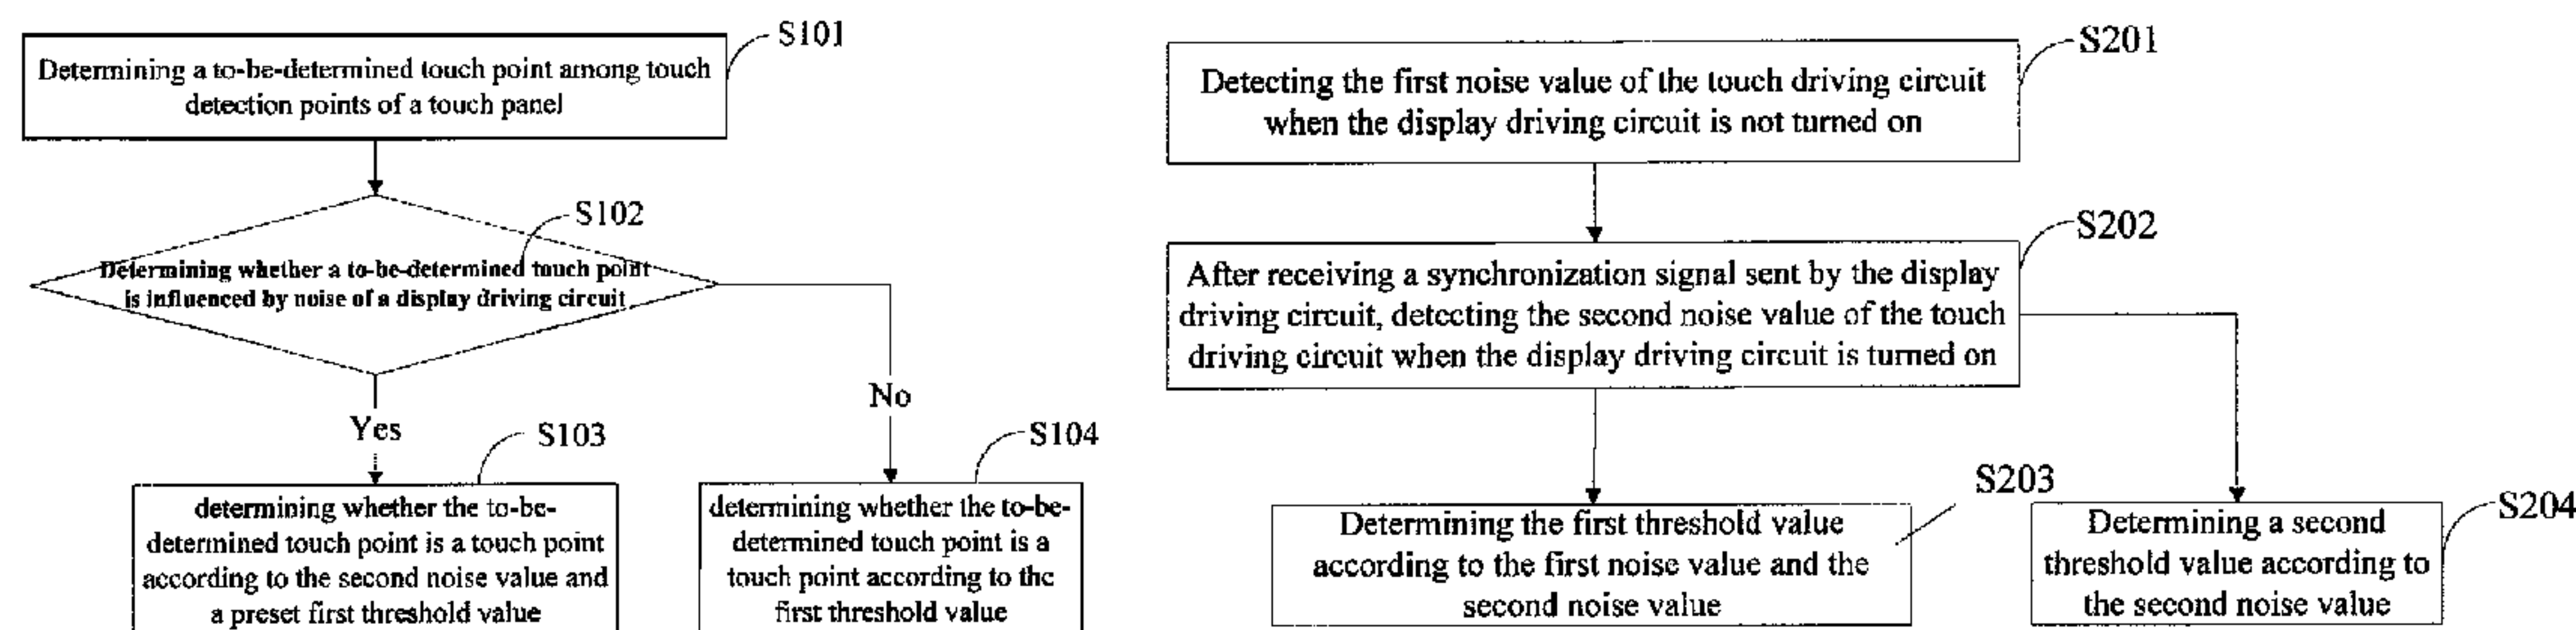 S101
Determining a to-be-determined touch point among touch
detection points of a touch panel
S102
Determining whether a to-be-determined touch point
is influenced by noise of a display driving circuit
Yes
No
S103
determining whether the to-be-
determined touch point is a touch point
according to the second noise value and
a preset first threshold value
S104
determining whether the to-be-
determined touch point is a
touch point according to the
first threshold value
S201
Detecting the first noise value of the touch driving circuit
when the display driving circuit is not turned on
S202
After receiving a synchronization signal sent by the display
driving circuit, detecting the second noise value of the touch
driving circuit when the display driving circuit is turned on
S203
Determining the first threshold value
according to the first noise value and the
second noise value
S204
Determining a second
threshold value according to
the second noise value